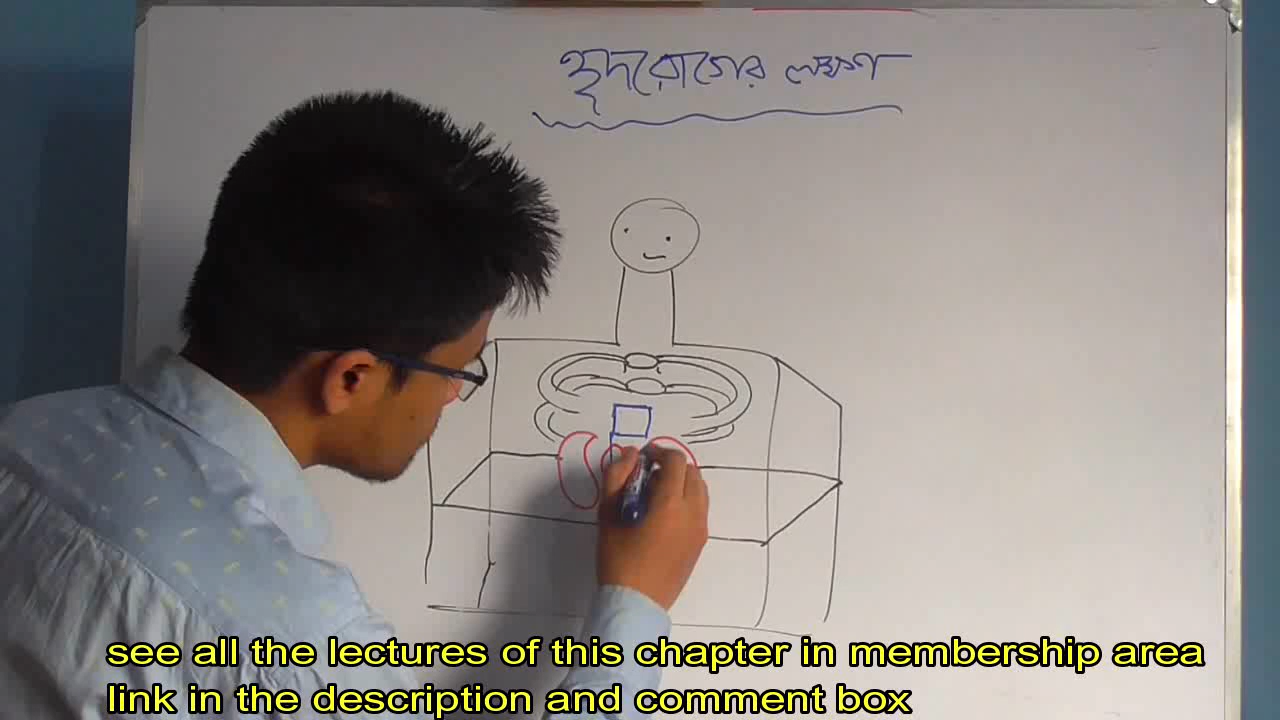 হৃদরোগের লক্ষণ
see all the lectures of this chapter in membership area
link in the description and comment box